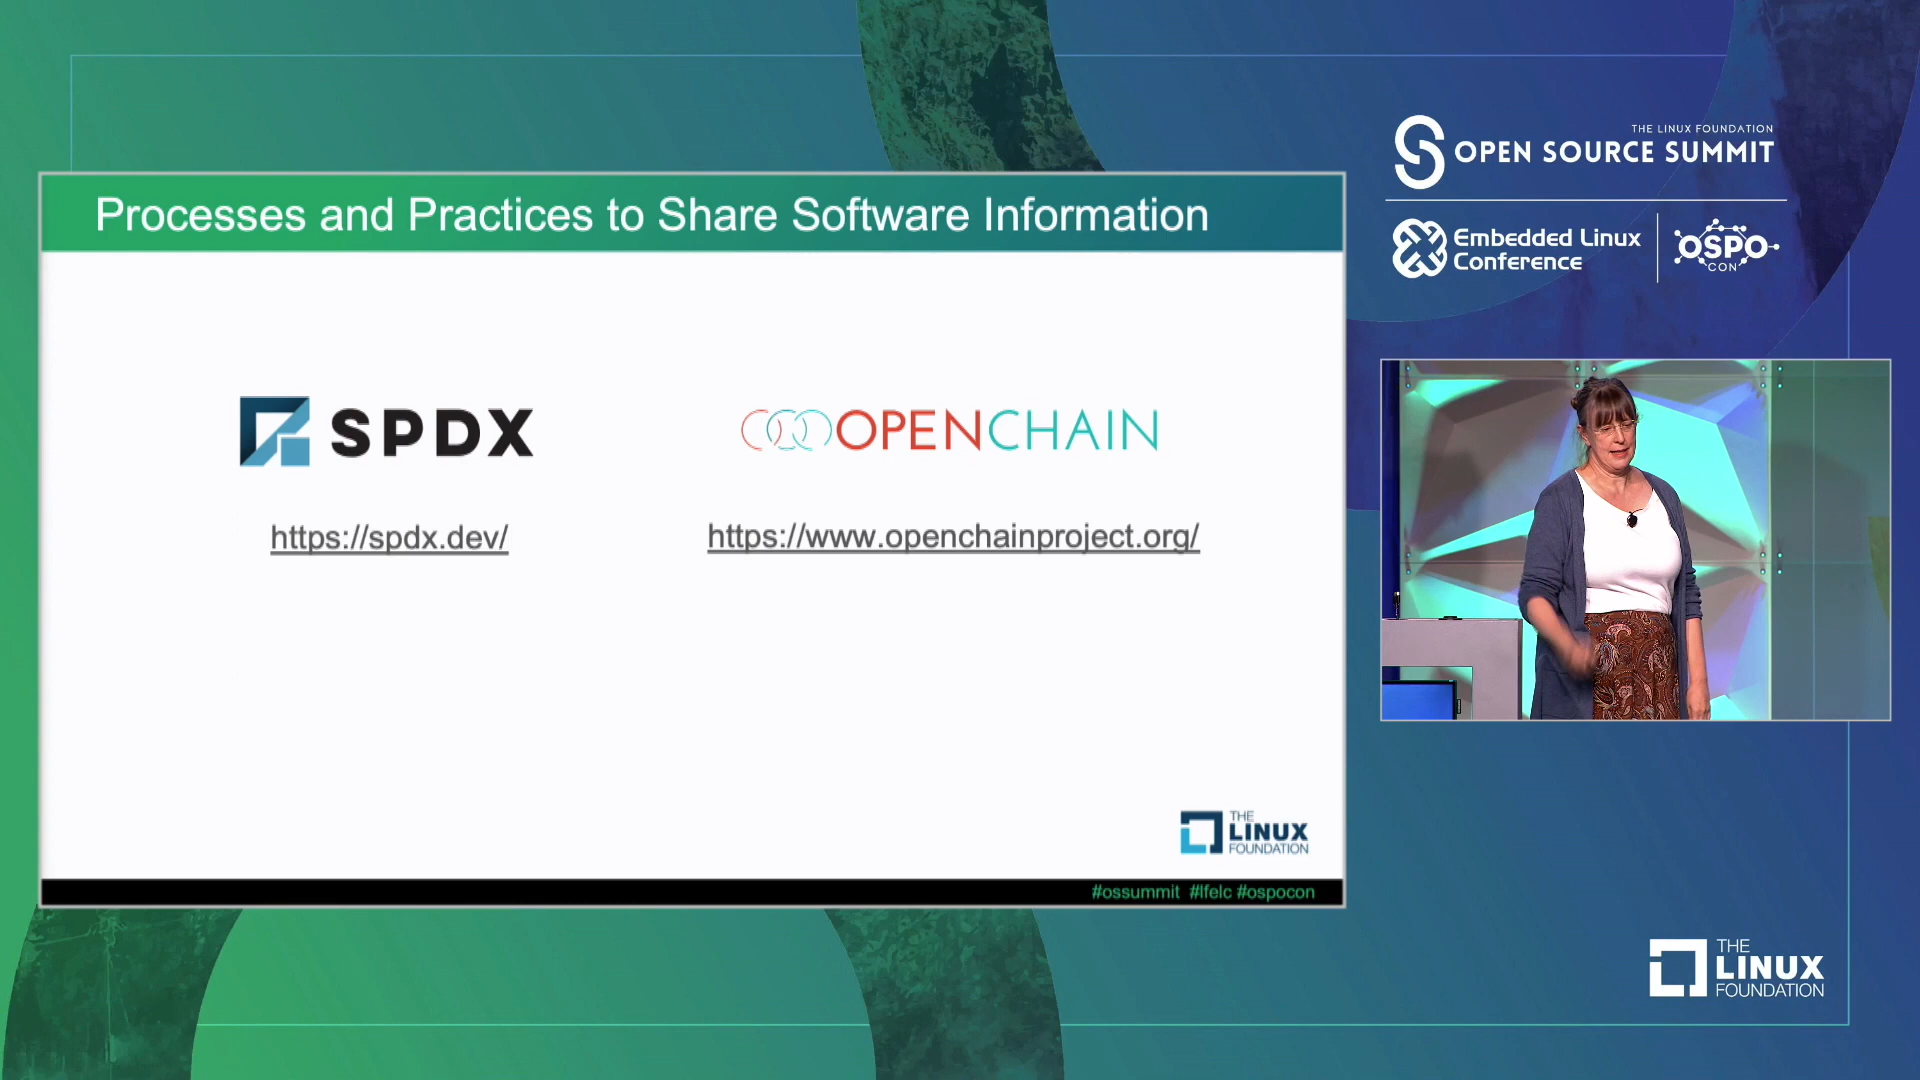 Processes and Practices to Share Software Information
SPDX
OPENCHAIN
https://spdx.dev/
https://www.openchainproject.org/
THE
LINUX
FOUNDATION
#ossummit #lfelc #ospocon
THE LINUX FOUNDATION
OPEN SOURCE SUMMIT
Embedded Linux
Conference
OSPO
CON
THE
LINUX
FOUNDATION